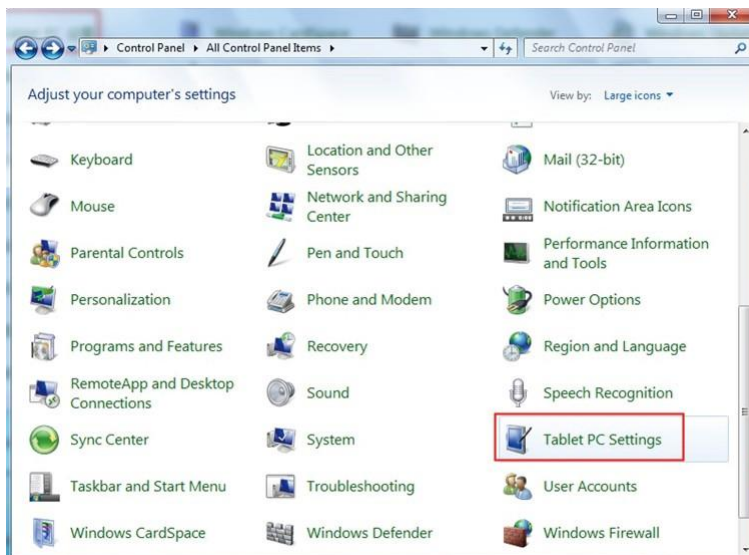 Control Panel ▸ All Control Panel Items ▸
Search Control Panel
Adjust your computer's settings
View by: Large icons
Keyboard
Location and Other
Sensors
Mail (32-bit)
Mouse
Network and Sharing
Center
Notification Area Icons
Parental Controls
Pen and Touch
Performance Information
and Tools
Personalization
Phone and Modem
Power Options
Programs and Features
Recovery
Region and Language
RemoteApp and Desktop
Connections
Sound
Speech Recognition
Sync Center
System
Tablet PC Settings
Taskbar and Start Menu
Troubleshooting
User Accounts
Windows CardSpace
Windows Defender
Windows Firewall